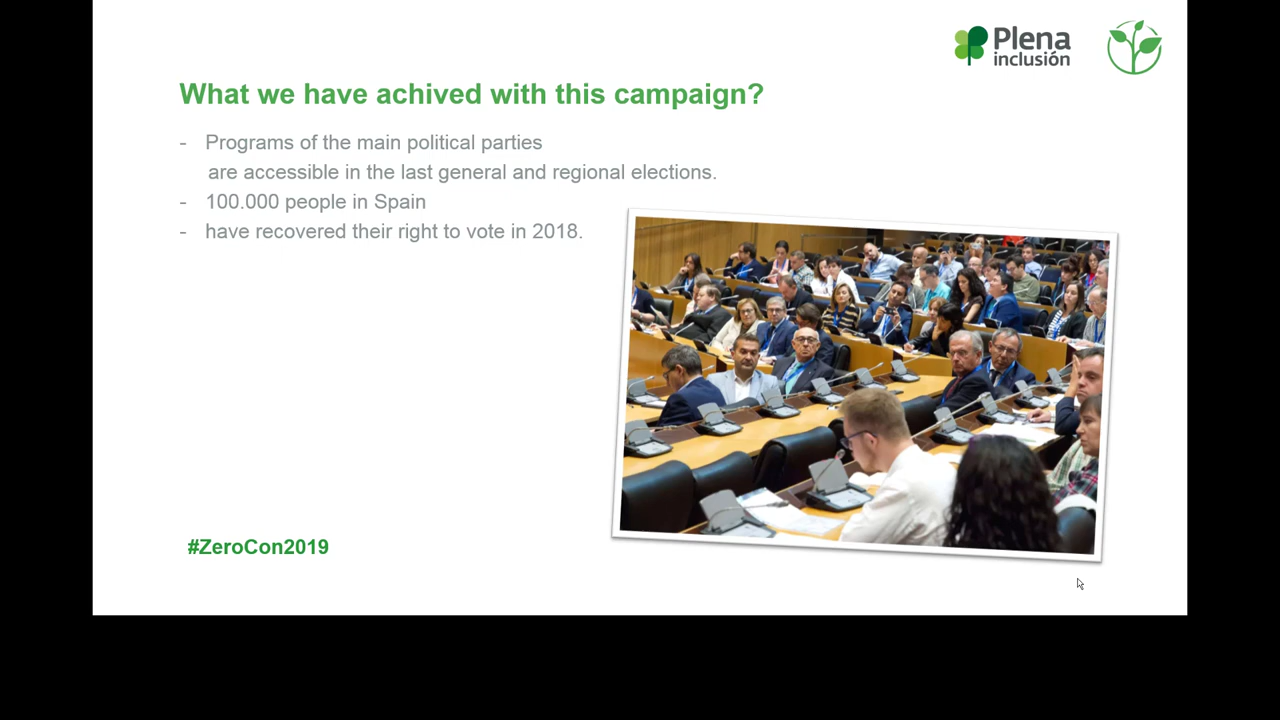 Plena
inclusión
What we have achived with this campaign?
- Programs of the main political parties
are accessible in the last general and regional elections.
- 100.000 people in Spain
- have recovered their right to vote in 2018.
#ZeroCon2019